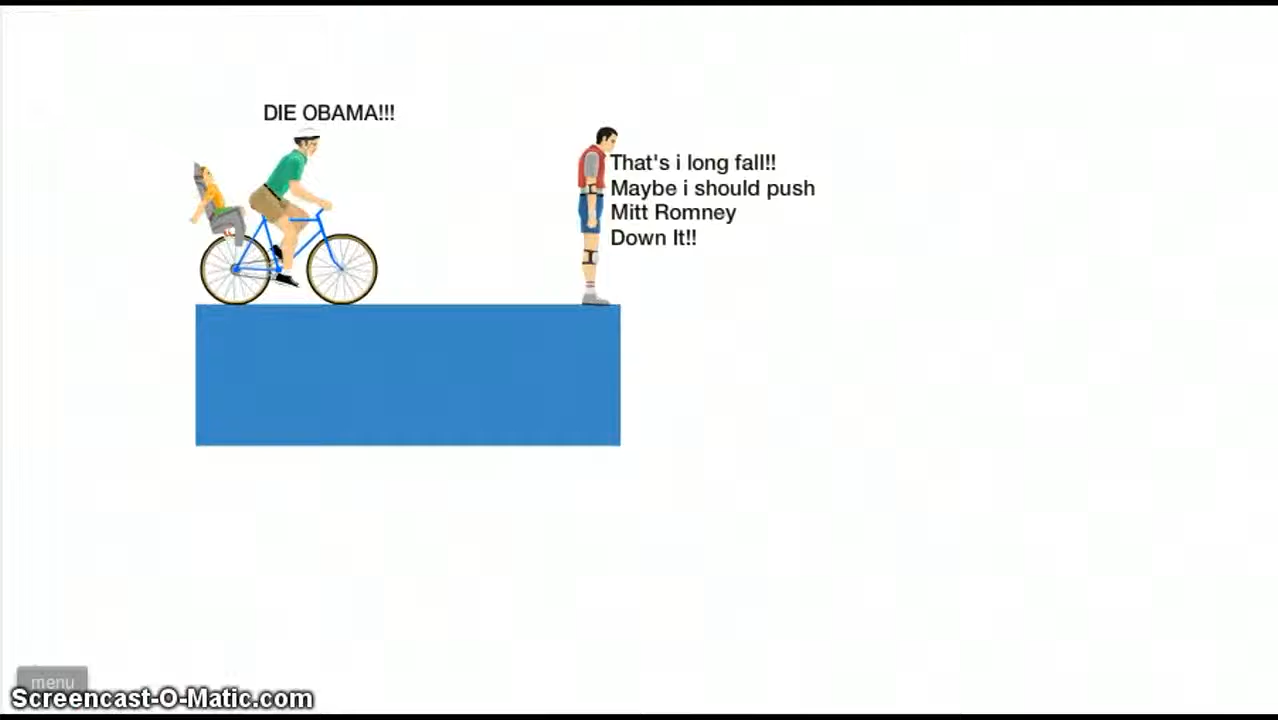 DIE OBAMA!!!
That's i long fall!!
Maybe i should push
Mitt Romney
Down It!!
menu
Screencast-O-Matic.com